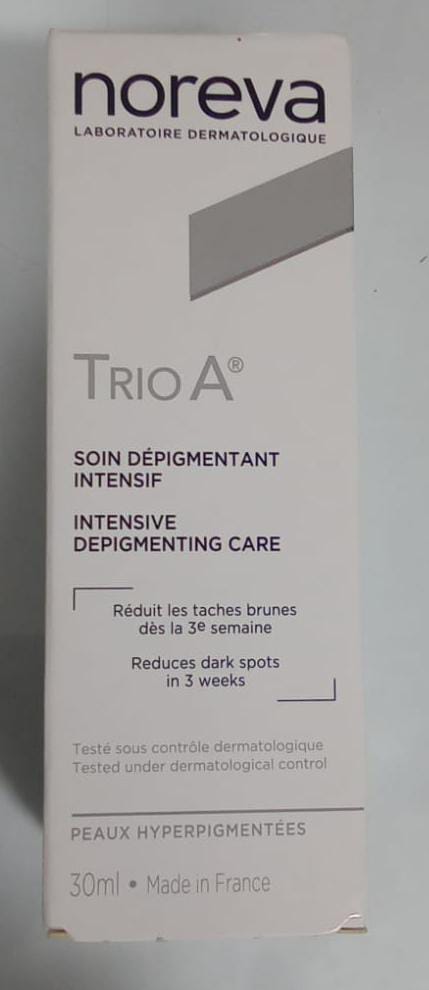 noreva
LABORATOIRE DERMATOLOGIQUE
TRIO A®
SOIN DÉPIGMENTANT
INTENSIF
INTENSIVE
DEPIGMENTING CARE
Réduit les taches brunes
dès la 3e semaine
Reduces dark spots
in 3 weeks
Testé sous contrôle dermatologique
Tested under dermatological control
PEAUX HYPERPIGMENTÉES
30ml • Made in France